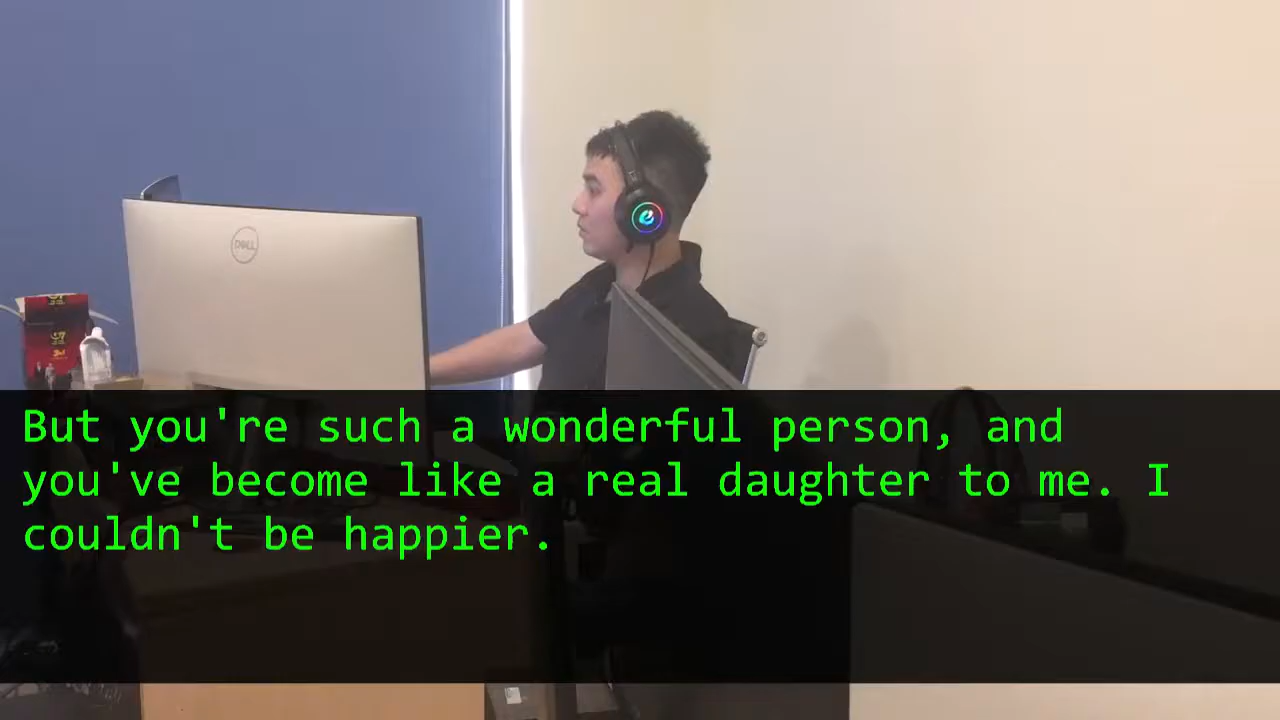 DELL
G7
But you're such a wonderful person, and
you've become like a real daughter to me. I
couldn't be happier.